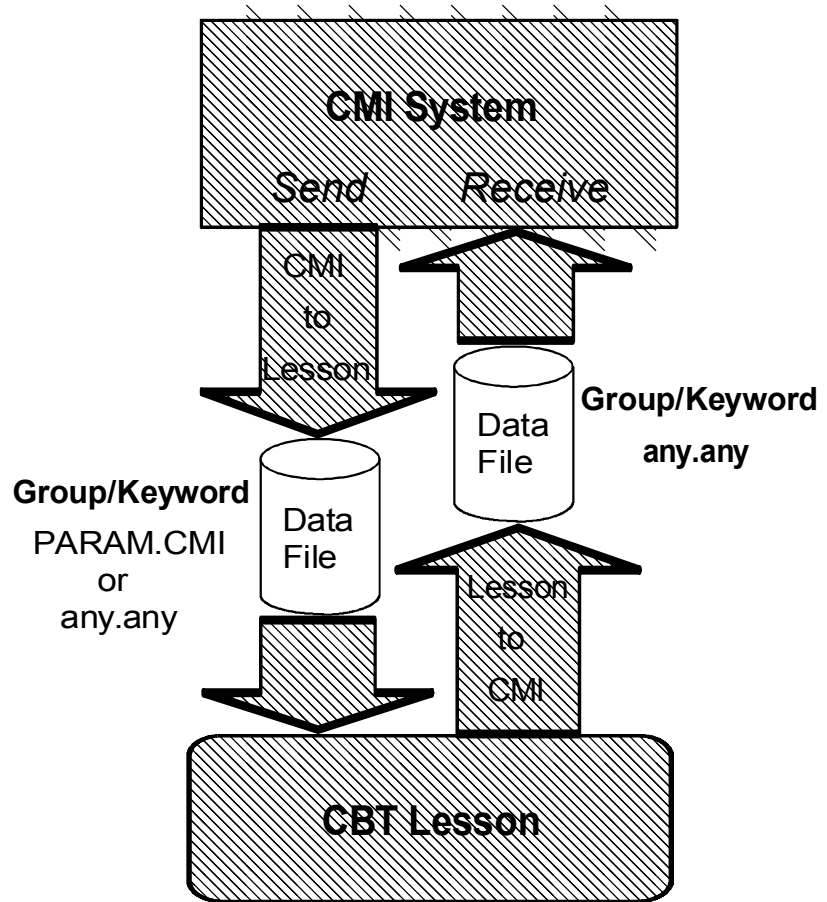 CMI System
Send
Receive
CMI
to
Lesson
Data
File
Group/Keyword
any.any
Group/Keyword
PARAM.CMI
or
any.any
Data
File
Lesson
to
CMI
CBT Lesson